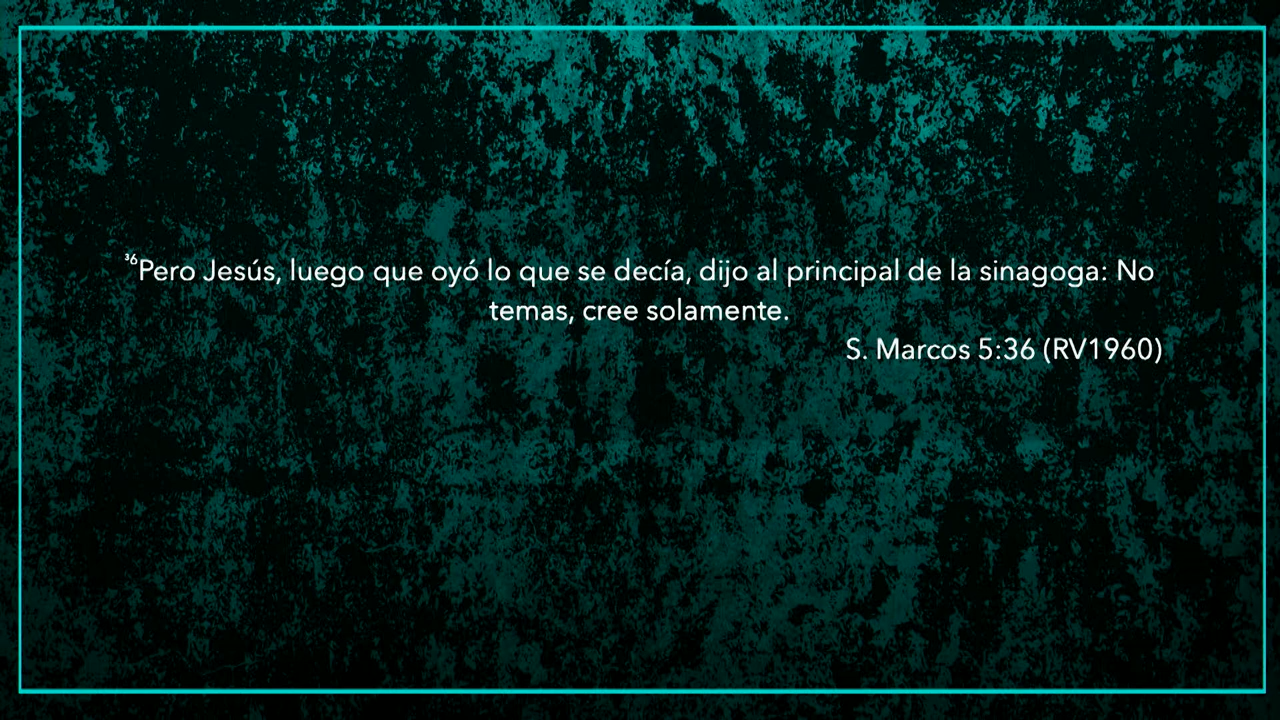 ³⁶Pero Jesús, luego que oyó lo que se decía, dijo al principal de la sinagoga: No
temas, cree solamente.
S. Marcos 5:36 (RV1960)